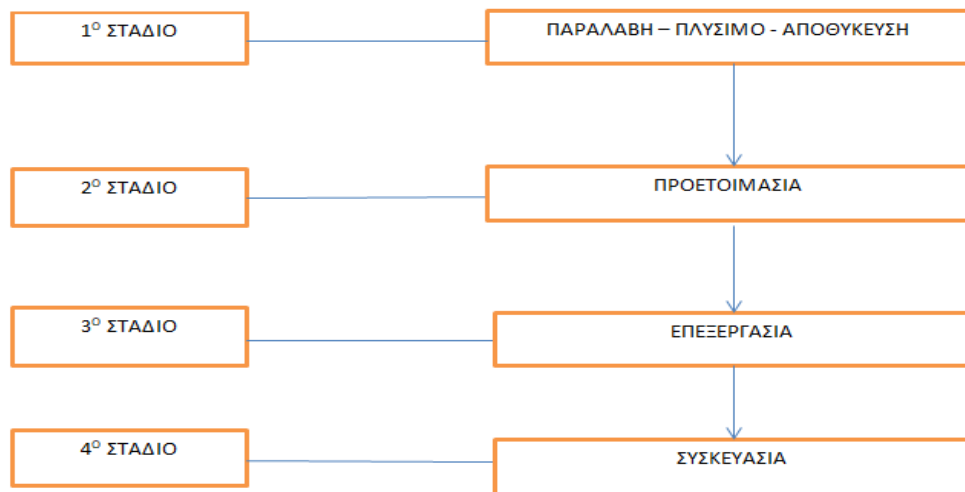 1Ο ΣΤΑΔΙΟ
ΠΑΡΑΛΑΒΗ – ΠΛΥΣΙΜΟ - ΑΠΟΘΥΚΕΥΣΗ
2Ο ΣΤΑΔΙΟ
ΠΡΟΕΤΟΙΜΑΣΙΑ
3Ο ΣΤΑΔΙΟ
ΕΠΕΞΕΡΓΑΣΙΑ
4Ο ΣΤΑΔΙΟ
ΣΥΣΚΕΥΑΣΙΑ